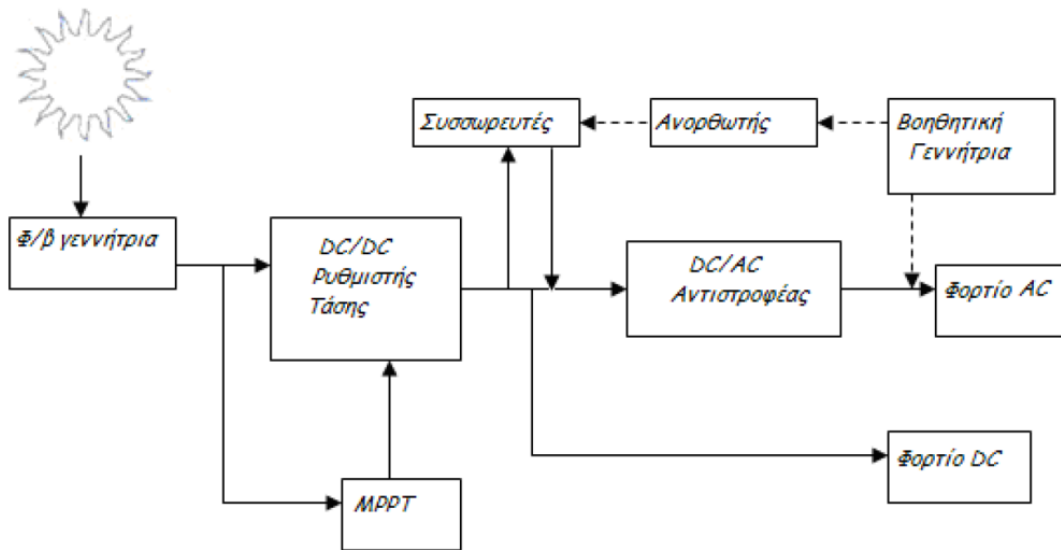 Συσσωρευτές
Ανορθωτής
Βοηθητική
Γεννήτρια
Φ/β γεννήτρια
DC/DC
Ρυθμιστής
Τάσης
DC/AC
Αντιστροφέας
Φορτίο AC
Φορτίο DC
MPPT